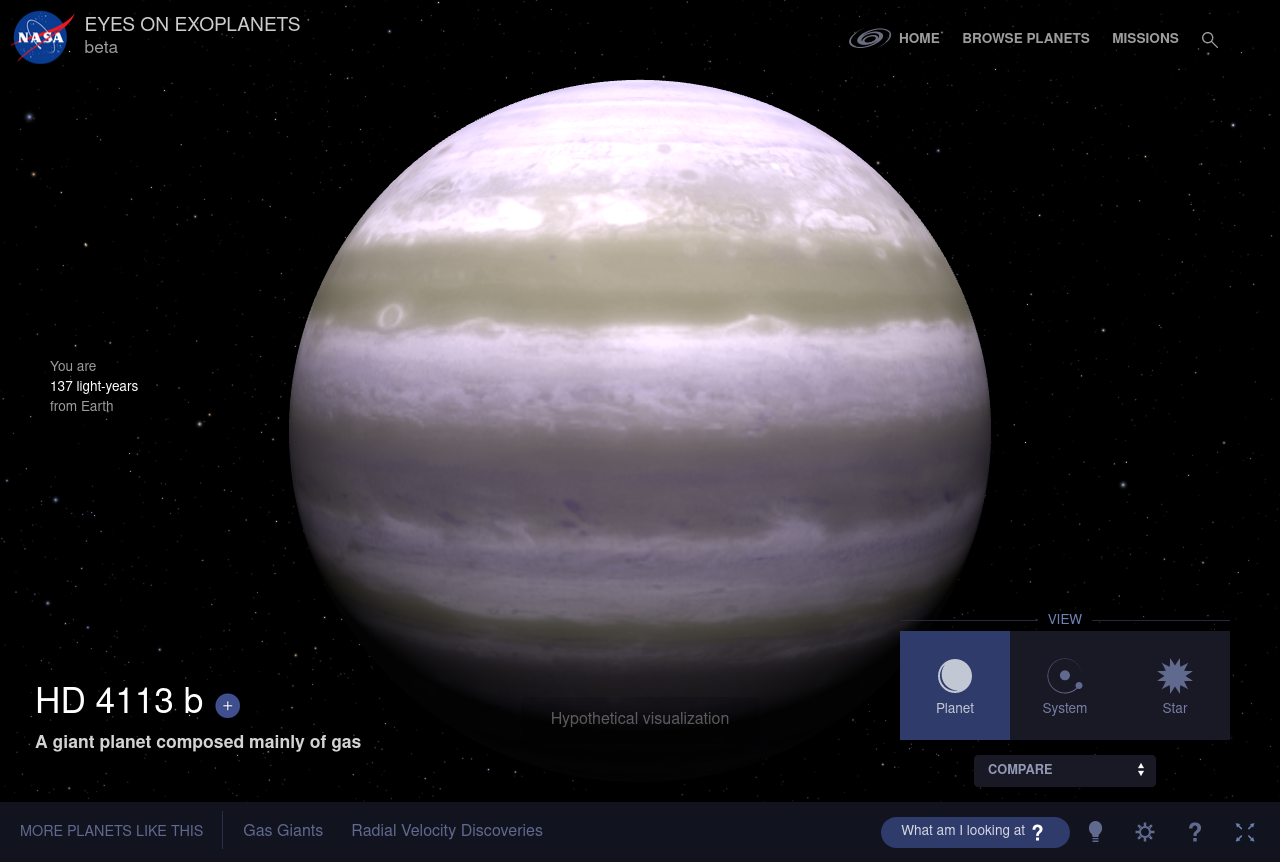 NASA
EYES ON EXOPLANETS
beta
HOME
BROWSE PLANETS
MISSIONS
You are
137 light-years
from Earth
VIEW
Planet
System
Star
HD 4113 b +
A giant planet composed mainly of gas
Hypothetical visualization
COMPARE
MORE PLANETS LIKE THIS
Gas Giants
Radial Velocity Discoveries
What am I looking at ?
?